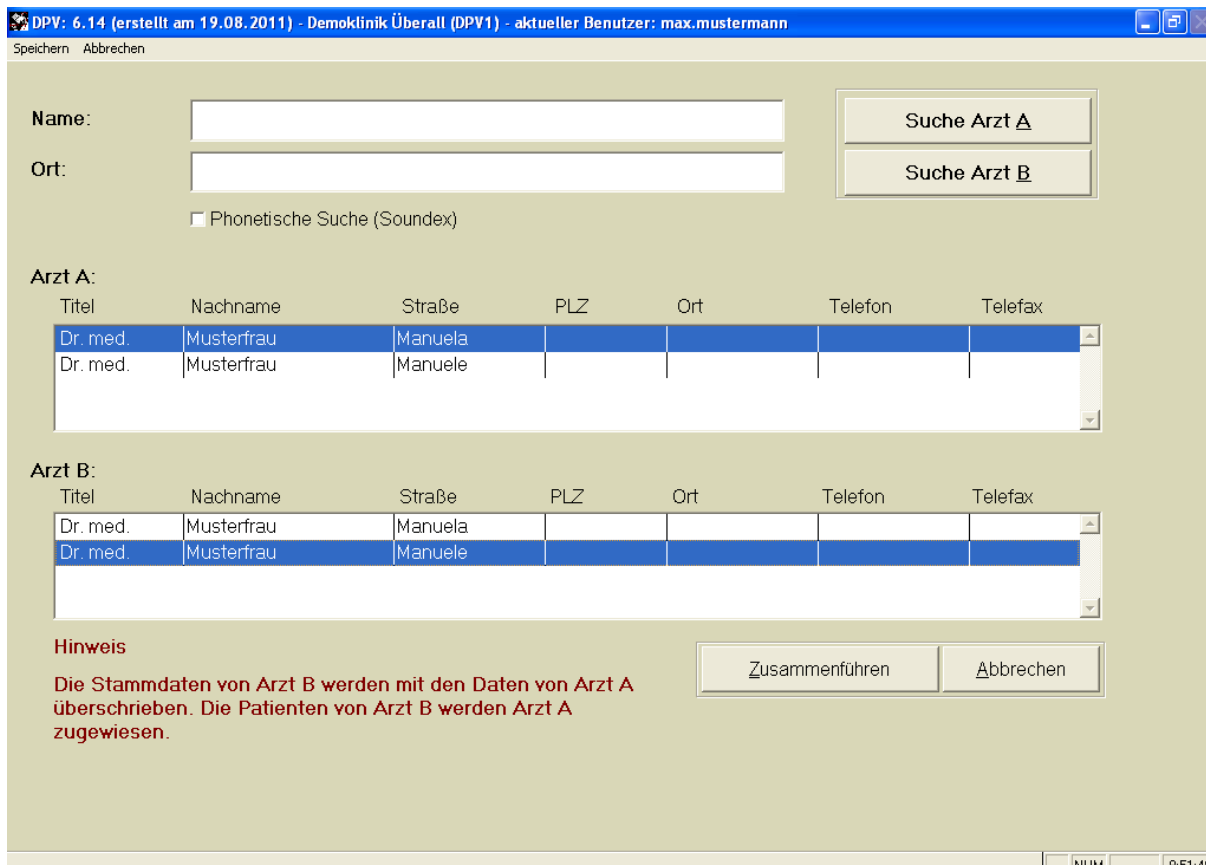 DPV: 6.14 (erstellt am 19.08.2011) - Demoklinik Überall (DPV1) - aktueller Benutzer: max.mustermann
Speichern Abbrechen
Name:
Suche Arzt A
Ort:
Suche Arzt B
Phonetische Suche (Soundex)
Arzt A:
Titel Nachname Straße PLZ Ort Telefon Telefax
Dr. med. Musterfrau Manuela
Dr. med. Musterfrau Manuele
Arzt B:
Titel Nachname Straße PLZ Ort Telefon Telefax
Dr. med. Musterfrau Manuela
Dr. med. Musterfrau Manuele
Hinweis
Zusammenführen Abbrechen
Die Stammdaten von Arzt B werden mit den Daten von Arzt A
überschrieben. Die Patienten von Arzt B werden Arzt A
zugewiesen.
NUM